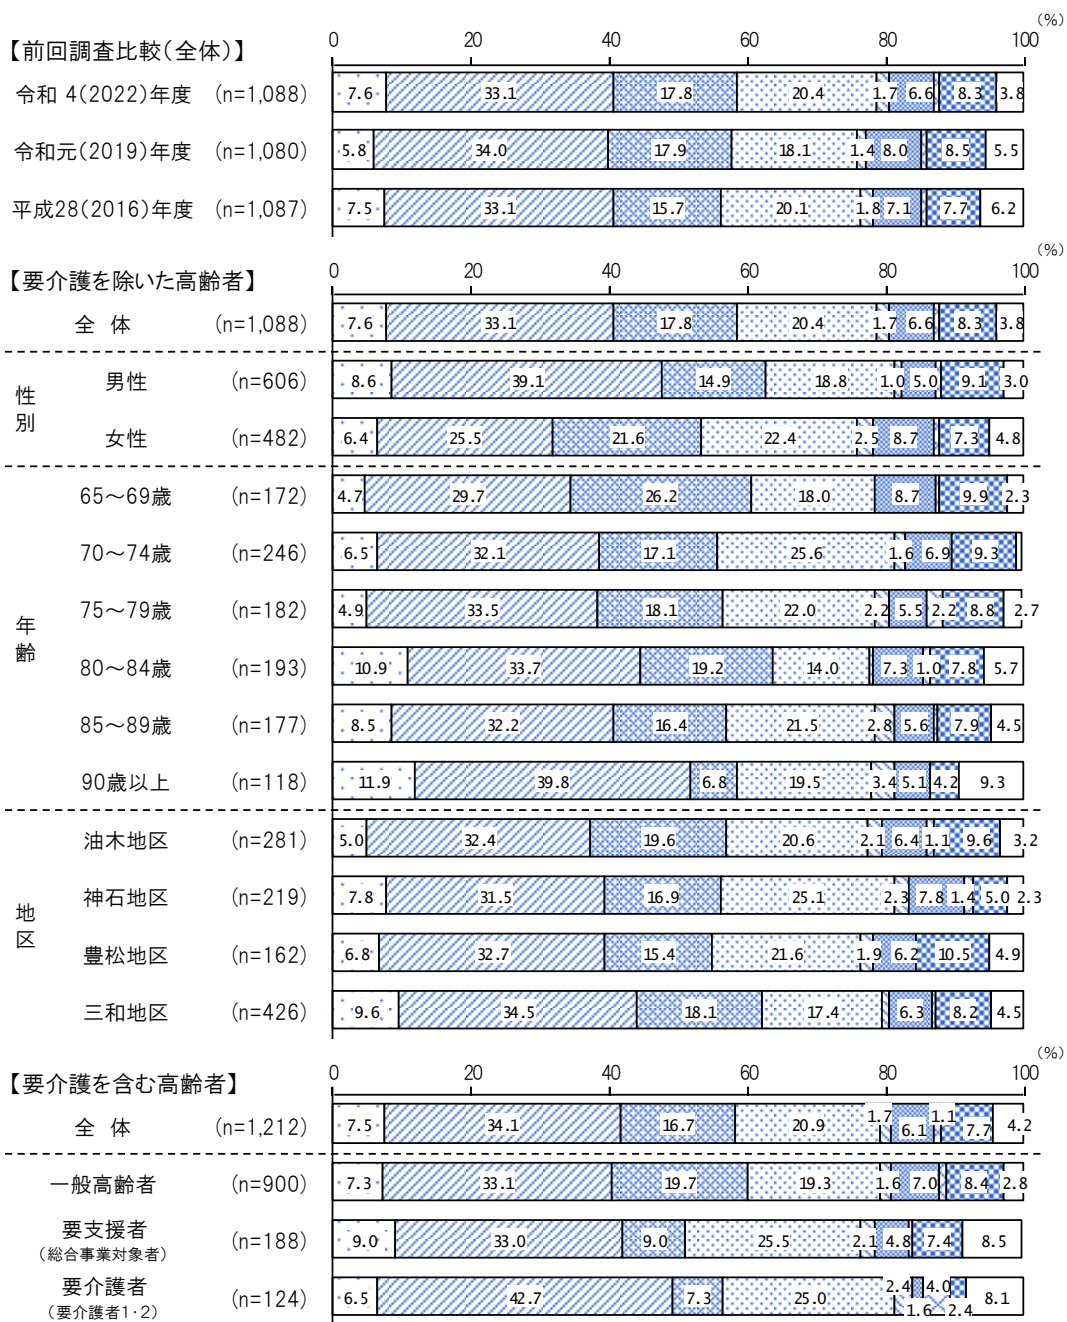 (%)
【前回調査比較(全体)】 0 20 40 60 80 100
令和 4(2022)年度 (n=1,088) 7.6 33.1 17.8 20.4 1.7 6.6 8.3 3.8
令和元(2019)年度 (n=1,080) 5.8 34.0 17.9 18.1 1.4 8.0 8.5 5.5
平成28(2016)年度 (n=1,087) 7.5 33.1 15.7 20.1 1.8 7.1 7.7 6.2
(%)
【要介護を除いた高齢者】 0 20 40 60 80 100
全 体 (n=1,088) 7.6 33.1 17.8 20.4 1.7 6.6 8.3 3.8
性別
男性 (n=606) 8.6 39.1 14.9 18.8 1.0 5.0 9.1 3.0
女性 (n=482) 6.4 25.5 21.6 22.4 2.5 8.7 7.3 4.8
年齢
65～69歳 (n=172) 4.7 29.7 26.2 18.0 8.7 9.9 2.3
70～74歳 (n=246) 6.5 32.1 17.1 25.6 1.6 6.9 9.3
75～79歳 (n=182) 4.9 33.5 18.1 22.0 2.2 5.5 2.2 8.8 2.7
80～84歳 (n=193) 10.9 33.7 19.2 14.0 7.3 1.0 7.8 5.7
85～89歳 (n=177) 8.5 32.2 16.4 21.5 2.8 5.6 7.9 4.5
90歳以上 (n=118) 11.9 39.8 6.8 19.5 3.4 5.1 4.2 9.3
地区
油木地区 (n=281) 5.0 32.4 19.6 20.6 2.1 6.4 1.1 9.6 3.2
神石地区 (n=219) 7.8 31.5 16.9 25.1 2.3 7.8 1.4 5.0 2.3
豊松地区 (n=162) 6.8 32.7 15.4 21.6 1.9 6.2 10.5 4.9
三和地区 (n=426) 9.6 34.5 18.1 17.4 6.3 8.2 4.5
(%)
【要介護を含む高齢者】 0 20 40 60 80 100
全 体 (n=1,212) 7.5 34.1 16.7 20.9 1.7 6.1 1.1 7.7 4.2
一般高齢者 (n=900) 7.3 33.1 19.7 19.3 1.6 7.0 8.4 2.8
要支援者
(総合事業対象者) (n=188) 9.0 33.0 9.0 25.5 2.1 4.8 7.4 8.5
要介護者
(要介護者1・2) (n=124) 6.5 42.7 7.3 25.0 2.4 1.6 4.0 2.4 8.1